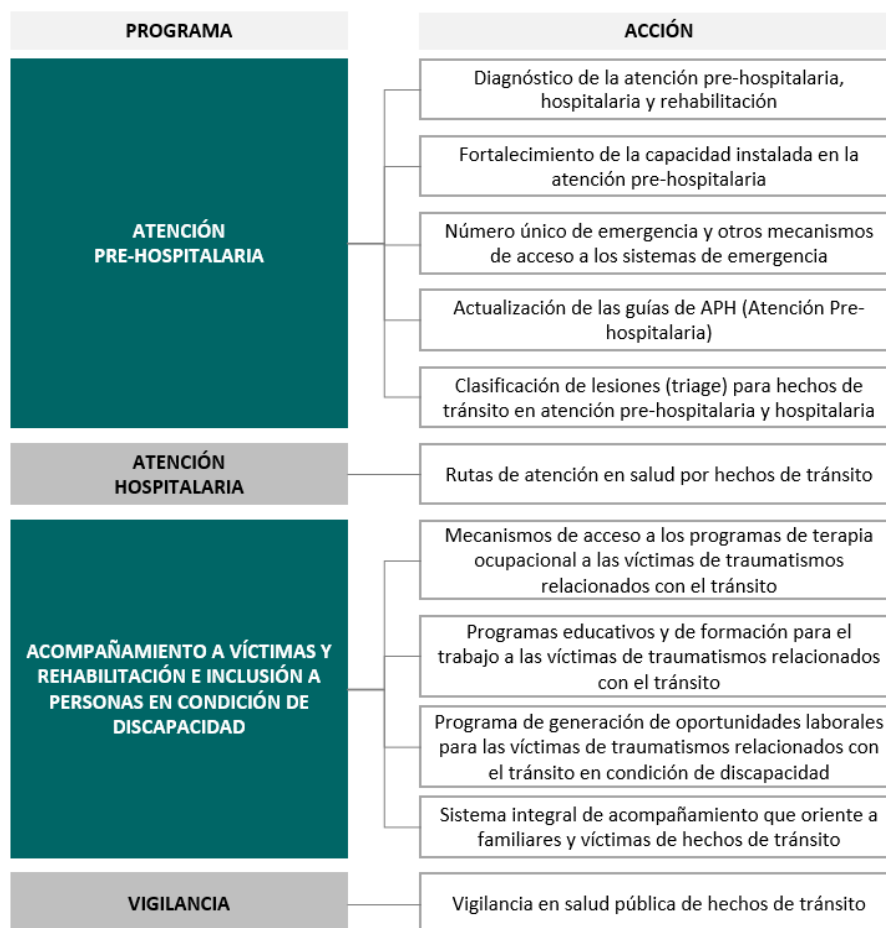 PROGRAMA
ACCIÓN
ATENCIÓN
PRE-HOSPITALARIA
Diagnóstico de la atención pre-hospitalaria,
hospitalaria y rehabilitación
Fortalecimiento de la capacidad instalada en la
atención pre-hospitalaria
Número único de emergencia y otros mecanismos
de acceso a los sistemas de emergencia
Actualización de las guías de APH (Atención Pre-
hospitalaria)
Clasificación de lesiones (triage) para hechos de
tránsito en atención pre-hospitalaria y hospitalaria
ATENCIÓN
HOSPITALARIA
Rutas de atención en salud por hechos de tránsito
ACOMPAÑAMIENTO A VÍCTIMAS Y
REHABILITACIÓN E INCLUSIÓN A
PERSONAS EN CONDICIÓN DE
DISCAPACIDAD
Mecanismos de acceso a los programas de terapia
ocupacional a las víctimas de traumatismos
relacionados con el tránsito
Programas educativos y de formación para el
trabajo a las víctimas de traumatismos relacionados
con el tránsito
Programa de generación de oportunidades laborales
para las víctimas de traumatismos relacionados con
el tránsito en condición de discapacidad
Sistema integral de acompañamiento que oriente a
familiares y víctimas de hechos de tránsito
VIGILANCIA
Vigilancia en salud pública de hechos de tránsito